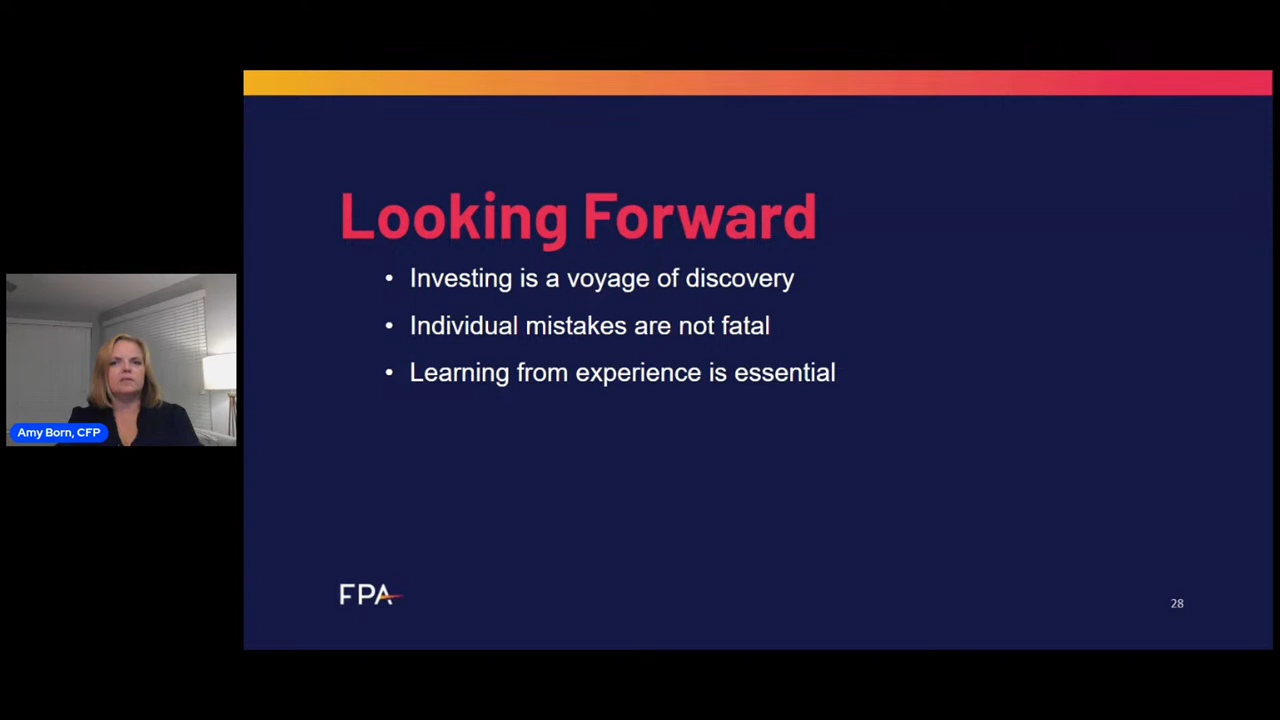 Looking Forward
• Investing is a voyage of discovery
• Individual mistakes are not fatal
• Learning from experience is essential
Amy Born, CFP
FPA
28